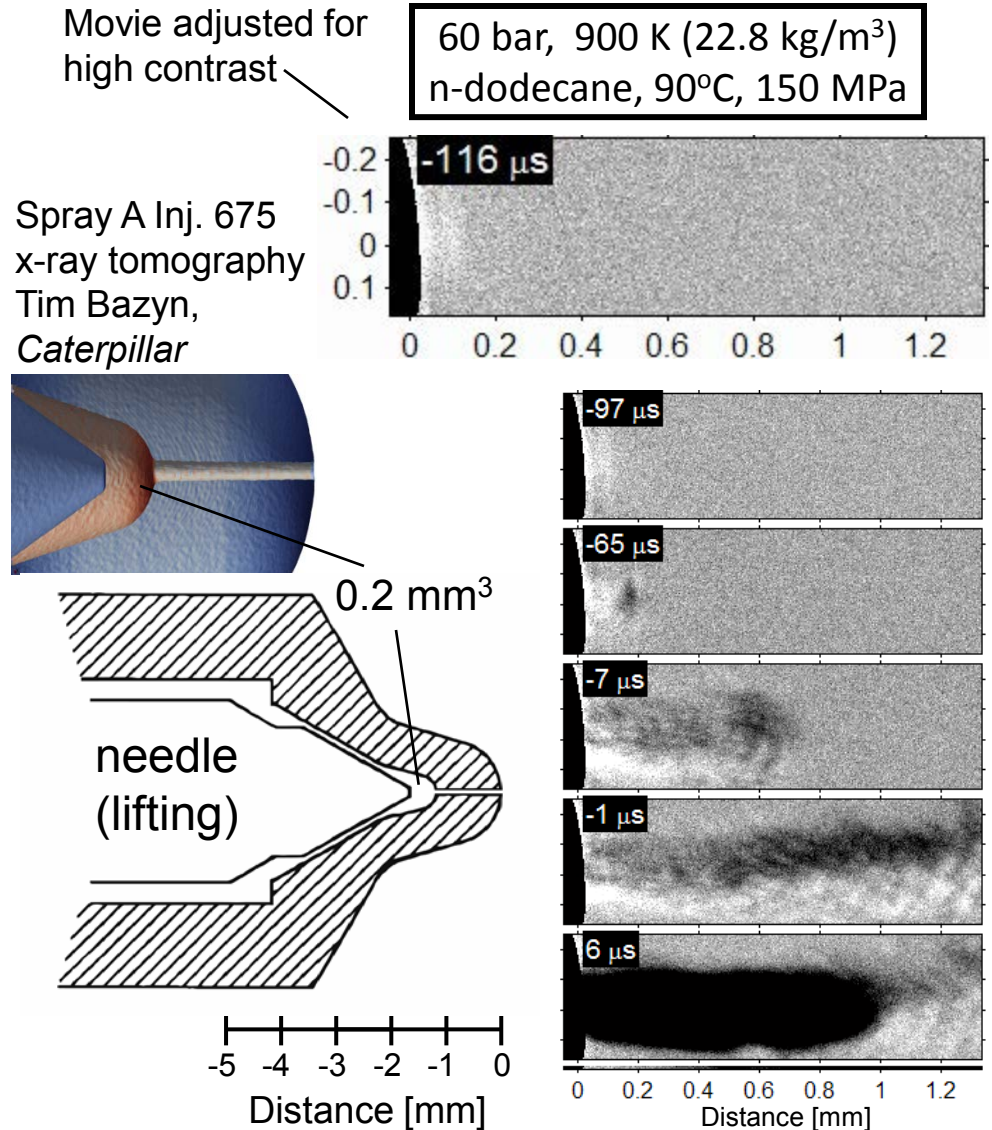 Movie adjusted for
high contrast
60 bar, 900 K (22.8 kg/m³)
n-dodecane, 90°C, 150 MPa
-116 μs
-0.2
-0.1
0
0.1
0 0.2 0.4 0.6 0.8 1 1.2
Spray A Inj. 675
x-ray tomography
Tim Bazyn,
Caterpillar
-97 μs
-65 μs
0.2 mm³
-7 μs
needle
(lifting)
-1 μs
6 μs
-5 -4 -3 -2 -1 0
Distance [mm]
0 0.2 0.4 0.6 0.8 1 1.2
Distance [mm]